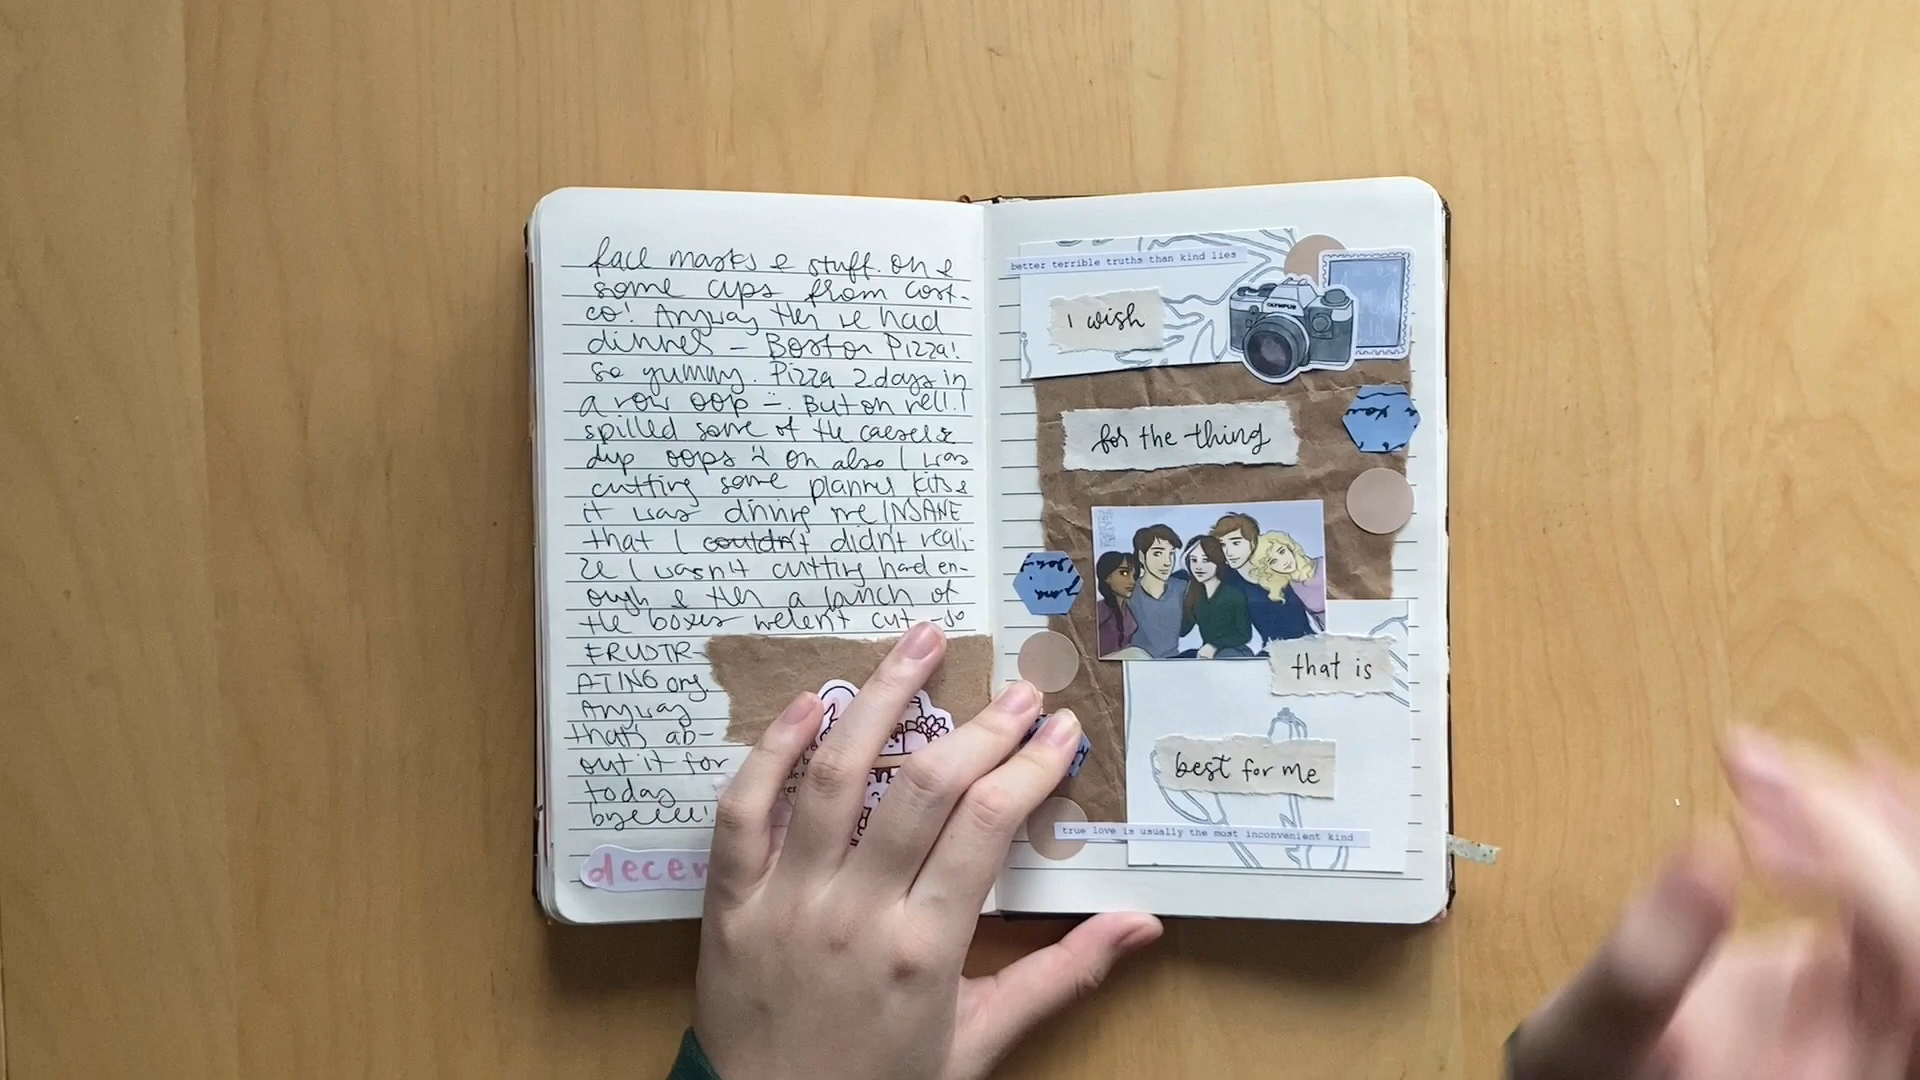 face masks & stuff. Oh &
some cups from Cost-
co! Anyway then we had
dinner - Boston Pizza!
so yummy. Pizza 2 days in
a row oop -. But oh well! I
spilled some of the caesar
dip oops oh also I was
cutting some planner kits &
it was driving me INSANE
that I couldn't didn't reali-
ze I wasn't cutting hard en-
ough & then a bunch of
the boxes weren't cut - so
FRUSTR-
ATING omg.
Anyway
that's ab-
out it for
today
byeeee!
decem
better terrible truths than kind lies
OLYMPUS
I wish
for the thing
that is
best for me
true love is usually the most inconvenient kind